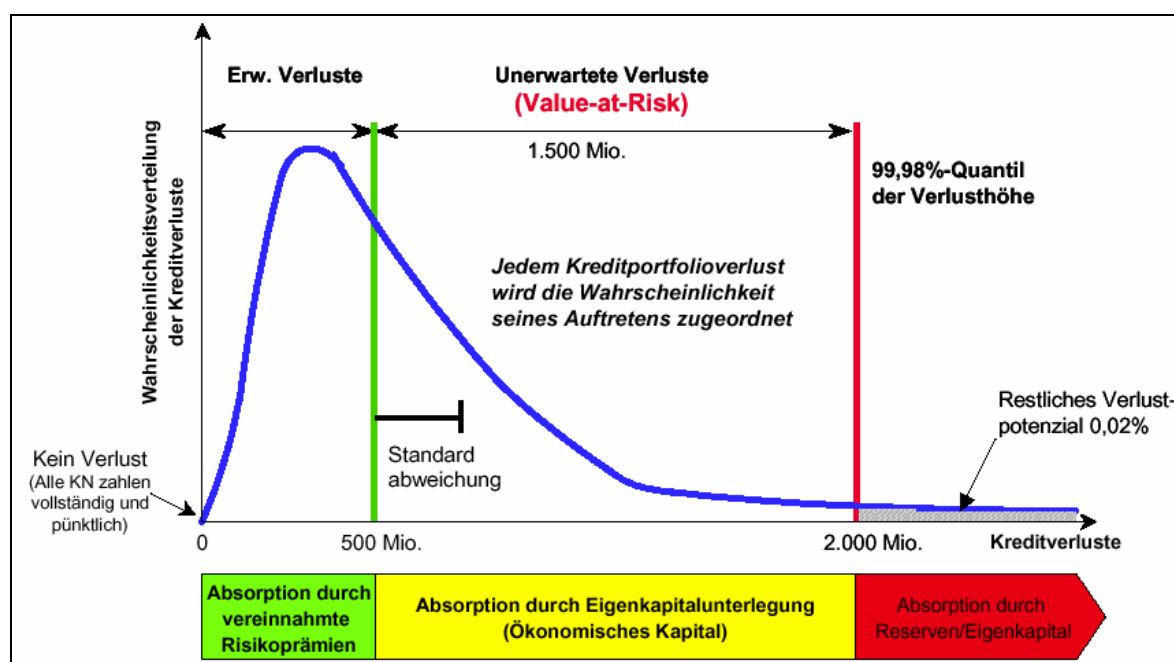 Erw. Verluste
Unerwartete Verluste
(Value-at-Risk)
1.500 Mio.
99,98%-Quantil
der Verlusthöhe
Wahrscheinlichkeitsverteilung
der Kreditverluste
Jedem Kreditportfolioverlust
wird die Wahrscheinlichkeit
seines Auftretens zugeordnet
Restliches Verlust-
potenzial 0,02%
Standard
abweichung
Kein Verlust
(Alle KN zahlen
vollständig und
pünktlich)
0
500 Mio.
2.000 Mio.
Kreditverluste
Absorption durch
vereinnahmte
Risikoprämien
Absorption durch Eigenkapitalunterlegung
(Ökonomisches Kapital)
Absorption durch
Reserven/Eigenkapital